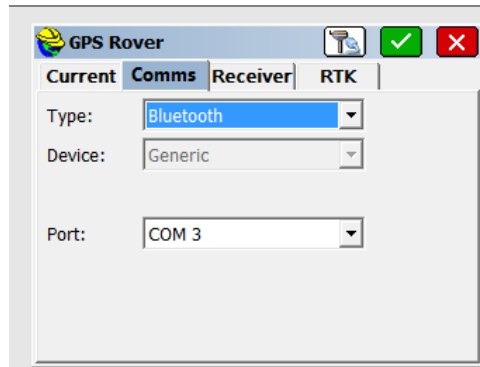 GPS Rover
Current Comms Receiver RTK
Type: Bluetooth
Device: Generic
Port: COM 3